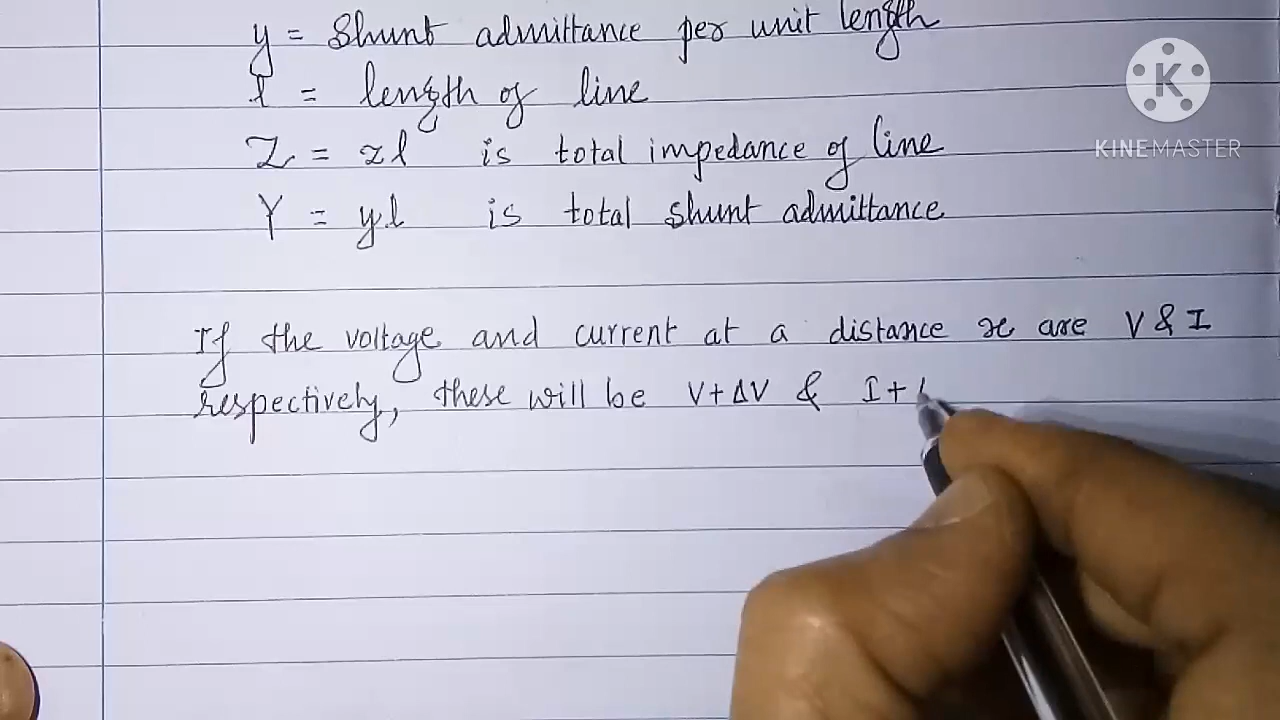 y = Shunt admittance per unit length
l = length of line
Z = zl is total impedance of line
Y = yl is total shunt admittance
If the voltage and current at a distance x are V & I
respectively, these will be V+ΔV & I+
K
KINEMASTER